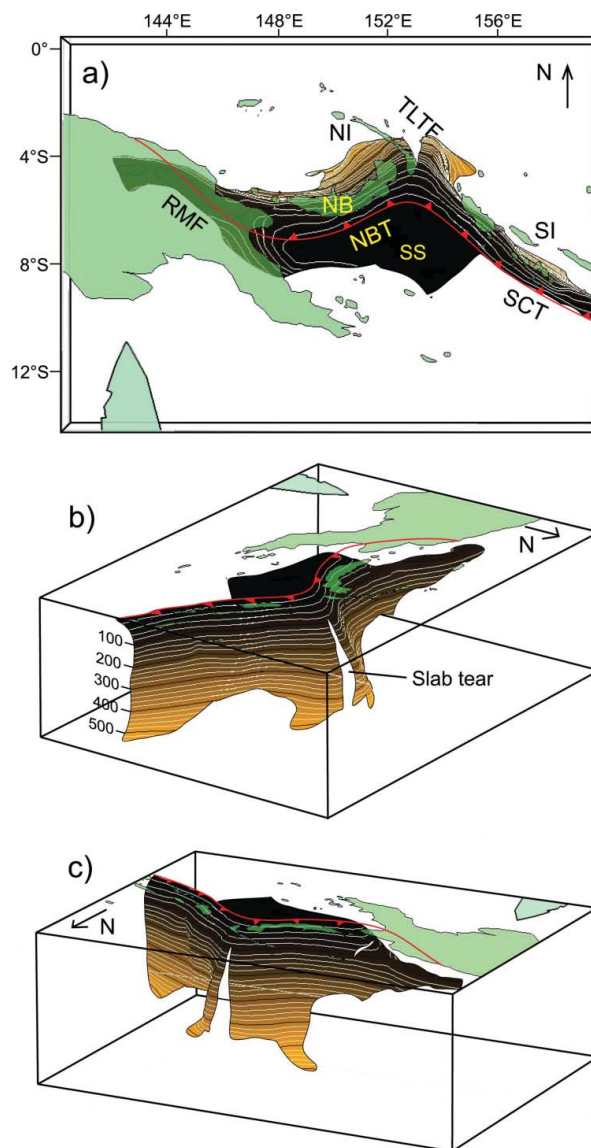 144°E 148°E 152°E 156°E
0°
4°S
8°S
12°S
a)
N
TLTF
NI
NB
RMF
NBT
SS
SI
SCT
b)
N
100
200
300
400
500
Slab tear
c)
N